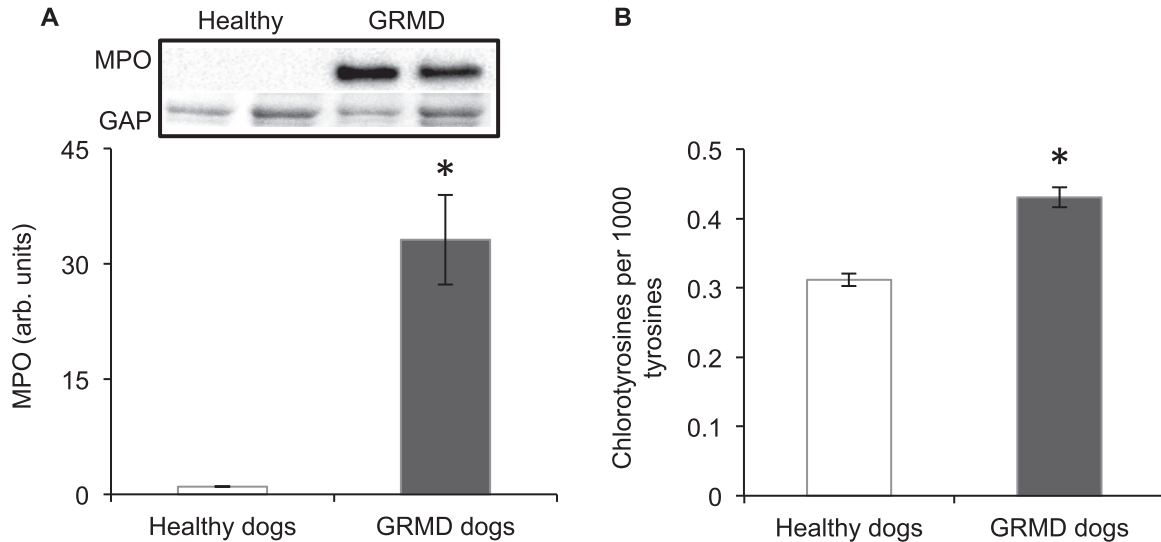 A
Healthy GRMD
MPO
GAP
45
30
15
0
MPO (arb. units)
*
Healthy dogs GRMD dogs
B
0.5
0.4
0.3
0.2
0.1
0
Chlorotyrosines per 1000
tyrosines
*
Healthy dogs GRMD dogs